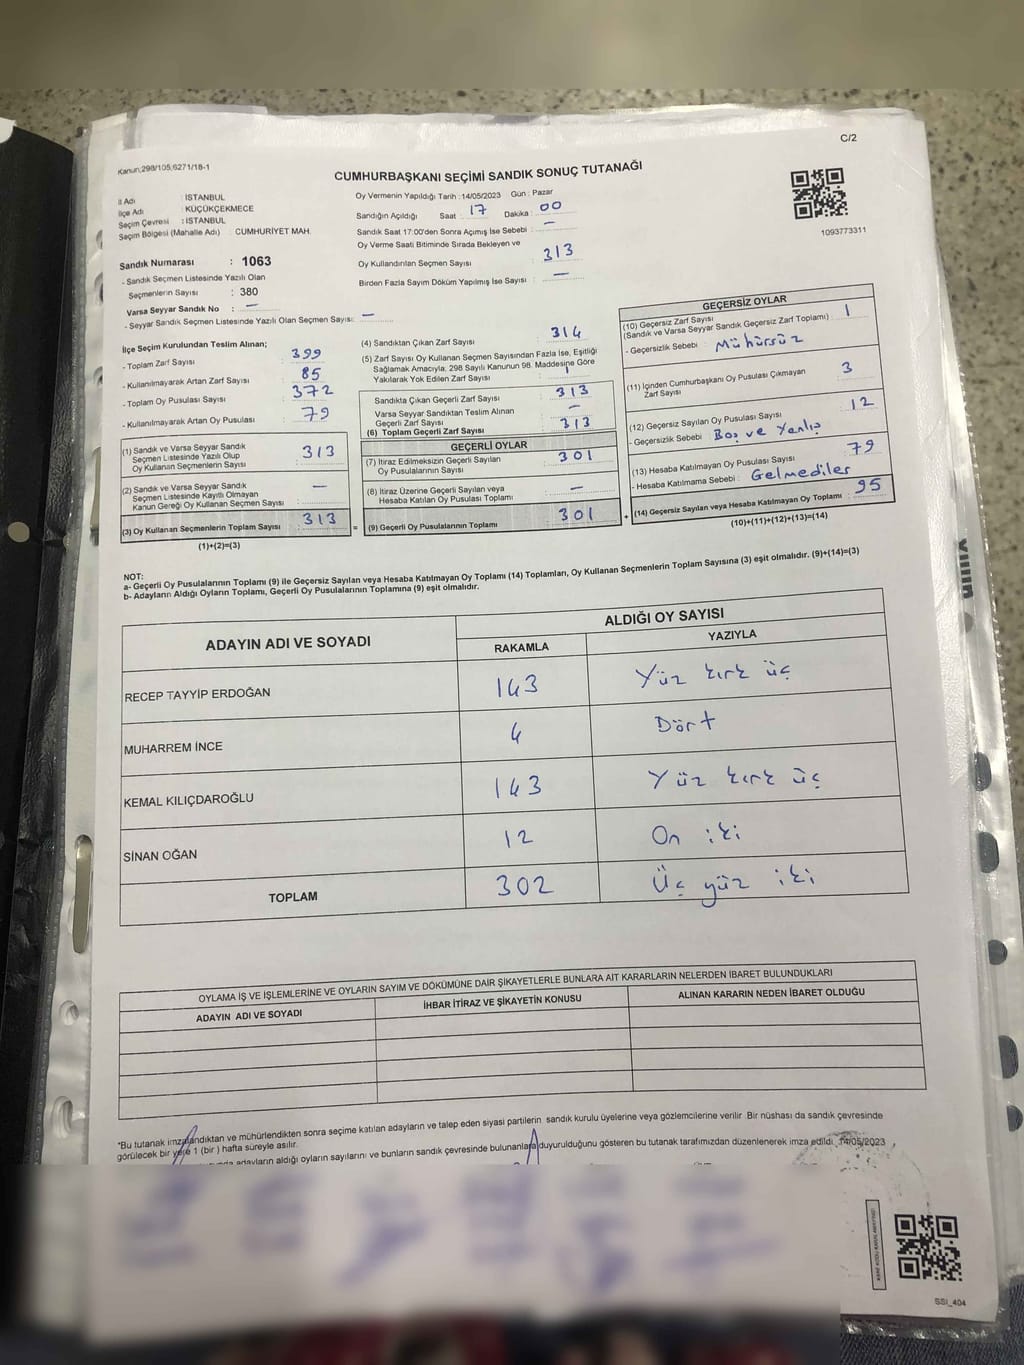 C/2
Kanun:298/105,6271/18-1
CUMHURBAŞKANI SEÇİMİ SANDIK SONUÇ TUTANAĞI
İl Adı : İSTANBUL
İlçe Adı : KÜÇÜKÇEKMECE
Seçim Çevresi : İSTANBUL
Seçim Bölgesi (Mahalle Adı) : CUMHURİYET MAH.
Oy Vermenin Yapıldığı Tarih :14/05/2023 Gün : Pazar
Sandığın Açıldığı Saat : 17 Dakika : 00
Sandık Saat 17:00'den Sonra Açımış İse Sebebi : —
Oy Verme Saati Bitiminde Sırada Bekleyen ve
Oy Kullandırılan Seçmen Sayısı : 313
Birden Fazla Sayım Döküm Yapılmış İse Sayısı : —
1093773311
Sandık Numarası : 1063
- Sandık Seçmen Listesinde Yazılı Olan
Seçmenlerin Sayısı : 380
Varsa Seyyar Sandık No : —
- Seyyar Sandık Seçmen Listesinde Yazılı Olan Seçmen Sayısı: —
İlçe Seçim Kurulundan Teslim Alınan;
- Toplam Zarf Sayısı : 399
- Kullanılmayarak Artan Zarf Sayısı : 85
- Toplam Oy Pusulası Sayısı : 372
- Kullanılmayarak Artan Oy Pusulası : 79
(1) Sandık ve Varsa Seyyar Sandık
Seçmen Listesinde Yazılı Olup
Oy Kullanan Seçmenlerin Sayısı : 313
(2) Sandık ve Varsa Seyyar Sandık
Seçmen Listesinde Kayıtlı Olmayan
Kanun Gereği Oy Kullanan Seçmen Sayısı : —
(3) Oy Kullanan Seçmenlerin Toplam Sayısı : 313 =
(1)+(2)=(3)
(4) Sandıktan Çıkan Zarf Sayısı : 314
(5) Zarf Sayısı Oy Kullanan Seçmen Sayısından Fazla İse, Eşitliği
Sağlamak Amacıyla, 298 Sayılı Kanunun 98. Maddesine Göre
Yakılarak Yok Edilen Zarf Sayısı : 1
Sandıkta Çıkan Geçerli Zarf Sayısı : 313
Varsa Seyyar Sandıktan Teslim Alınan
Geçerli Zarf Sayısı : —
(6) Toplam Geçerli Zarf Sayısı : 313
GEÇERLİ OYLAR
(7) İtiraz Edilmeksizin Geçerli Sayılan
Oy Pusulalarının Sayısı : 301
(8) İtiraz Üzerine Geçerli Sayılan veya
Hesaba Katılan Oy Pusulası Toplamı : —
(9) Geçerli Oy Pusulalarının Toplamı : 301 +
GEÇERSİZ OYLAR
(10) Geçersiz Zarf Sayısı
(Sandık ve Varsa Seyyar Sandık Geçersiz Zarf Toplamı) : 1
- Geçersizlik Sebebi : Mühürsüz
(11) İçinden Cumhurbaşkanı Oy Pusulası Çıkmayan
Zarf Sayısı : 3
(12) Geçersiz Sayılan Oy Pusulası Sayısı : 12
- Geçersizlik Sebebi : Boş ve Yanlış
(13) Hesaba Katılmayan Oy Pusulası Sayısı : 79
- Hesaba Katılmama Sebebi : Gelmediler
(14) Geçersiz Sayılan veya Hesaba Katılmayan Oy Toplamı : 95
(10)+(11)+(12)+(13)=(14)
NOT:
a- Geçerli Oy Pusulalarının Toplamı (9) ile Geçersiz Sayılan veya Hesaba Katılmayan Oy Toplamı (14) Toplamları, Oy Kullanan Seçmenlerin Toplam Sayısına (3) eşit olmalıdır. (9)+(14)=(3)
b- Adayların Aldığı Oyların Toplamı, Geçerli Oy Pusulalarının Toplamına (9) eşit olmalıdır.
ADAYIN ADI VE SOYADI ALDIĞI OY SAYISI
RAKAMLA YAZIYLA
RECEP TAYYİP ERDOĞAN 143 Yüz kırk üç
MUHARREM İNCE 4 Dört
KEMAL KILIÇDAROĞLU 143 Yüz kırk üç
SİNAN OĞAN 12 On iki
TOPLAM 302 Üç yüz iki
OYLAMA İŞ VE İŞLEMLERİNE VE OYLARIN SAYIM VE DÖKÜMÜNE DAİR ŞİKAYETLERLE BUNLARA AİT KARARLARIN NELERDEN İBARET BULUNDUKLARI
ADAYIN ADI VE SOYADI İHBAR İTİRAZ VE ŞİKAYETİN KONUSU ALINAN KARARIN NEDEN İBARET OLDUĞU
*Bu tutanak imzalandıktan ve mühürlendikten sonra seçime katılan adayların ve talep eden siyasi partilerin sandık kurulu üyelerine veya gözlemcilerine verilir. Bir nüshası da sandık çevresinde
görülecek bir yere 1 (bir ) hafta süreyle asılır.
adayların aldığı oyların sayılarını ve bunların sandık çevresinde bulunanlara duyurulduğunu gösteren bu tutanak tarafımızdan düzenlenerek imza edildi. 14/05/2023
SSI_404